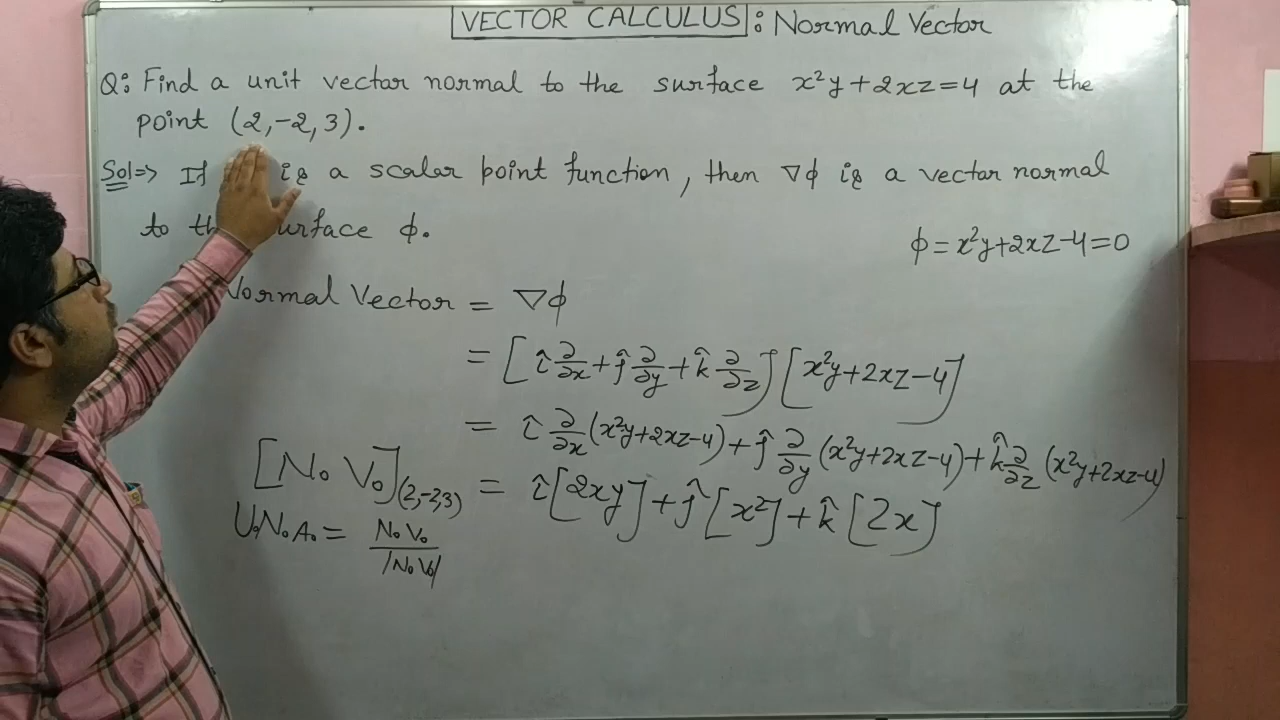 VECTOR CALCULUS : Normal Vector
Q: Find a unit vector normal to the surface x²y+2xz=4 at the
point (2,-2,3).
Sol => If is a scalar point function, then ∇ϕ is a vector normal
to th urface ϕ.
ϕ = x²y+2xz-4=0
Normal Vector = ∇ϕ
= [î ∂/∂x + ĵ ∂/∂y + k̂ ∂/∂z] [x²y+2xz-4]
= î ∂/∂x (x²y+2xz-4) + ĵ ∂/∂y (x²y+2xz-4) + k̂ ∂/∂z (x²y+2xz-4)
[N. V.](2,-2,3) = î[2xy] + ĵ[x²] + k̂[2x]
U.N.A. = N.V./|N.V|